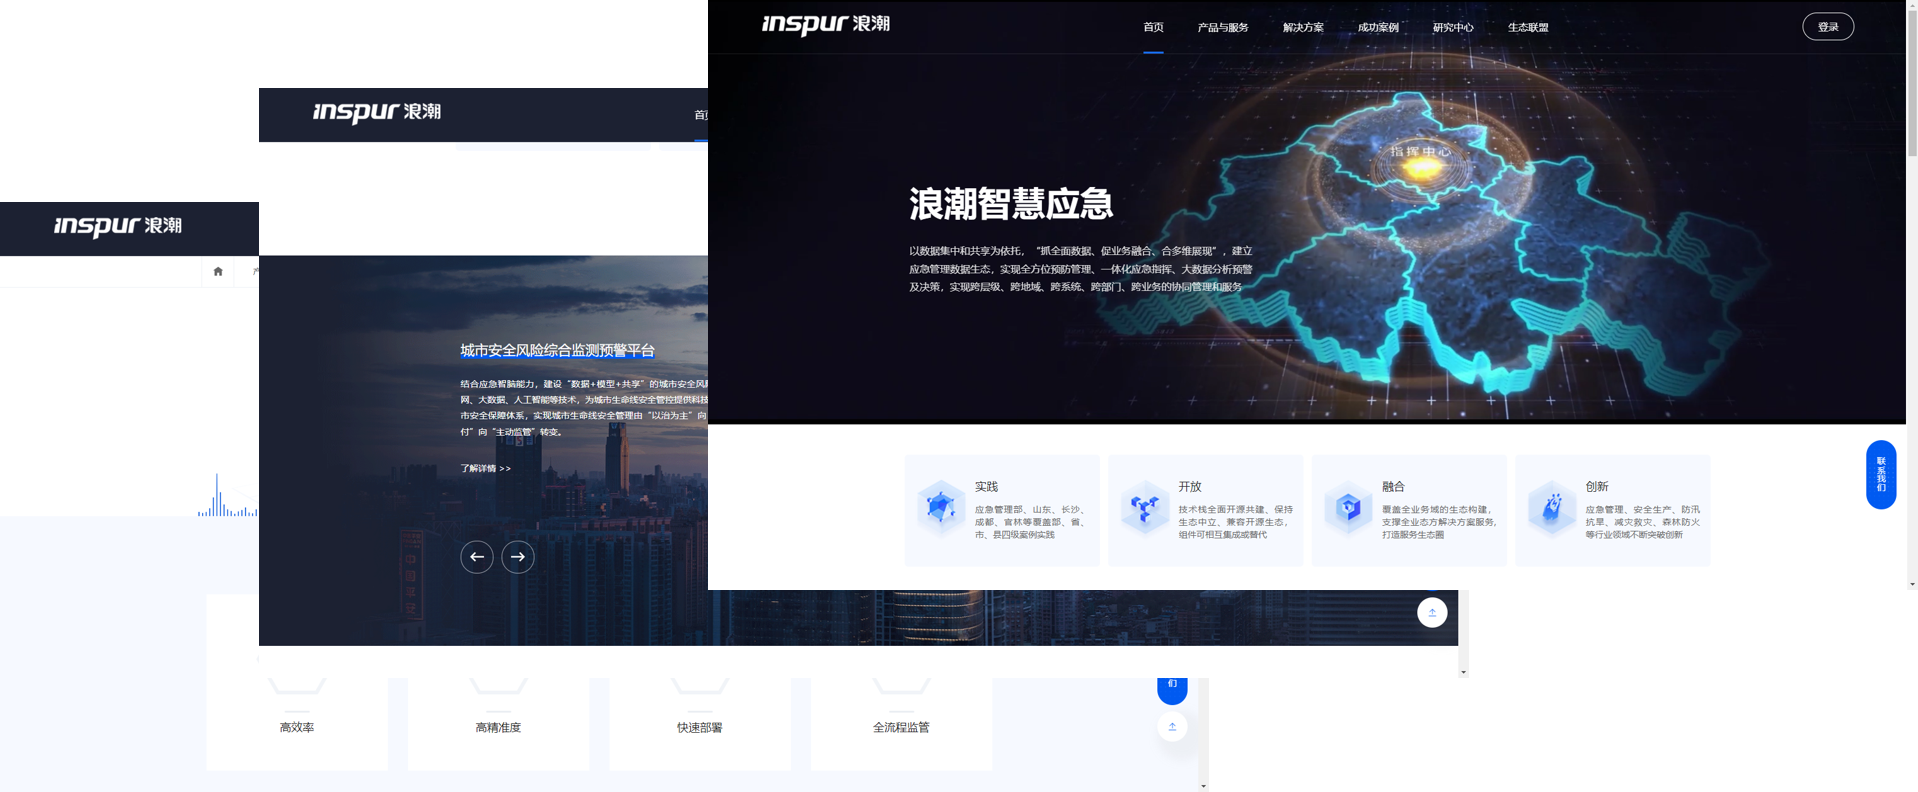 inspur 浪潮
首页
产品与服务
解决方案
成功案例
研究中心
生态联盟
登录
指挥中心
浪潮智慧应急
以数据集中和共享为依托，“抓全面数据、促业务融合、合多维展现”，建立
应急管理数据生态，实现全方位预防管理、一体化应急指挥、大数据分析预警
及决策，实现跨层级、跨地域、跨系统、跨部门、跨业务的协同管理和服务
实践
应急管理部、山东、长沙、
成都、官林等覆盖部、省、
市、县四级案例实践
开放
技术栈全面开源共建、保持
生态中立、兼容开源生态，
组件可相互集成或替代
融合
覆盖全业务域的生态构建，
支撑全业态方解决方案服务,
打造服务生态圈
创新
应急管理、安全生产、防汛
抗旱、减灾救灾、森林防火
等行业领域不断突破创新
联系我们
inspur 浪潮
首
城市安全风险综合监测预警平台
结合应急智脑能力，建设“数据+模型+共享”的城市安全风
网、大数据、人工智能等技术，为城市生命线安全管控提供科技
市安全保障体系，实现城市生命线安全管理由“以治为主”向
付”向“主动监管”转变。
了解详情 >>
中国平安
inspur 浪潮
高效率
高精准度
快速部署
全流程监管
们